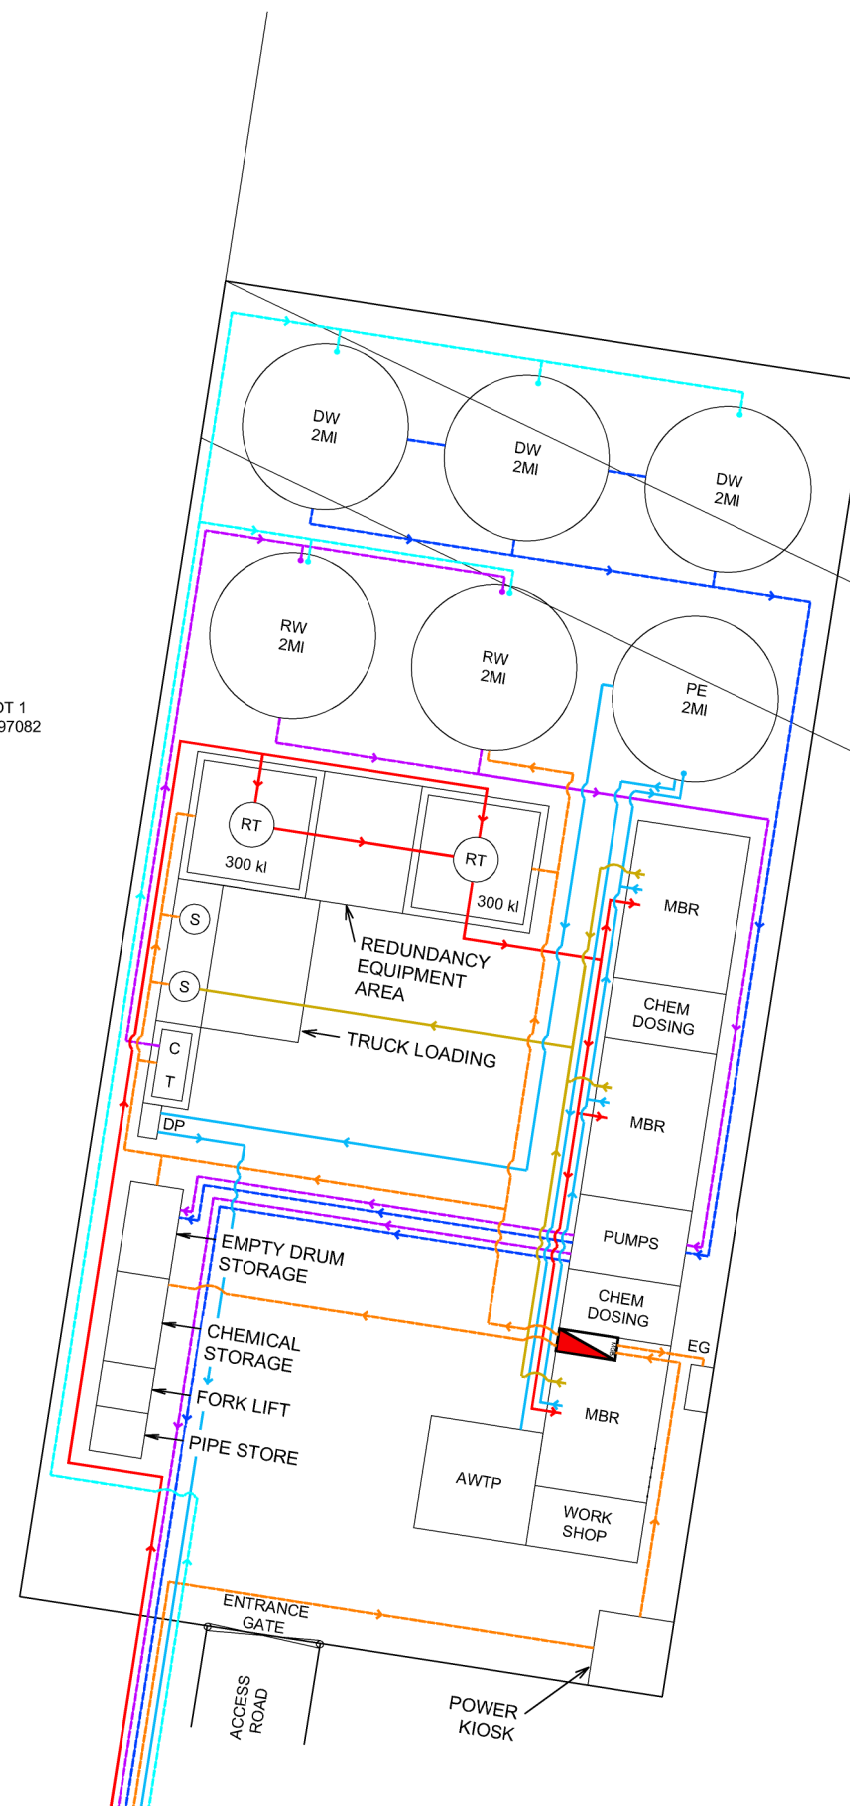 DW
2Ml
DW
2Ml
DW
2Ml
RW
2Ml
RW
2Ml
PE
2Ml
OT 1
97082
RT
300 kl
RT
300 kl
MBR
S
REDUNDANCY
EQUIPMENT
AREA
S
CHEM
DOSING
TRUCK LOADING
C
T
DP
MBR
PUMPS
EMPTY DRUM
STORAGE
CHEM
DOSING
CHEMICAL
STORAGE
EG
FORK LIFT
MBR
PIPE STORE
AWTP
WORK
SHOP
ENTRANCE
GATE
ACCESS
ROAD
POWER
KIOSK